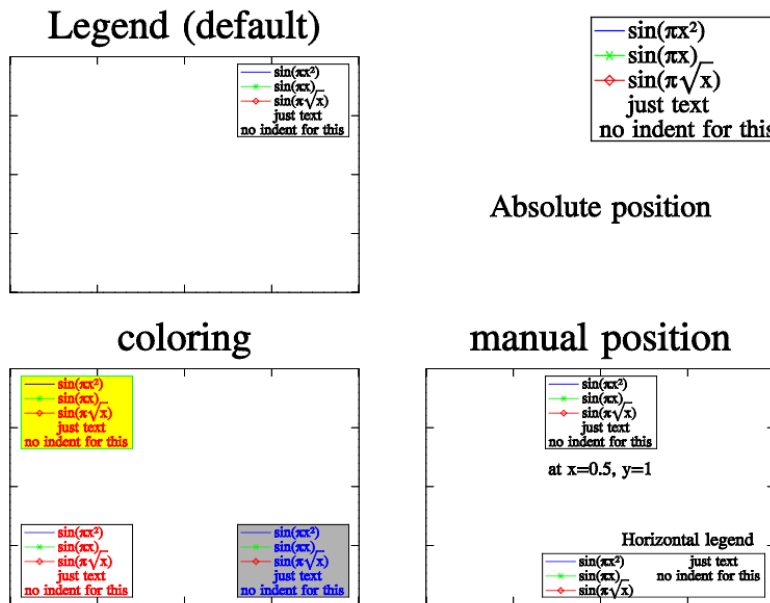 Legend (default)
sin(πx²)
sin(πx)
sin(π√x)
just text
no indent for this
sin(πx²)
sin(πx)
sin(π√x)
just text
no indent for this
Absolute position
coloring
sin(πx²)
sin(πx)
sin(π√x)
just text
no indent for this
sin(πx²)
sin(πx)
sin(π√x)
just text
no indent for this
sin(πx²)
sin(πx)
sin(π√x)
just text
no indent for this
manual position
sin(πx²)
sin(πx)
sin(π√x)
just text
no indent for this
at x=0.5, y=1
Horizontal legend
sin(πx²) just text
sin(πx) no indent for this
sin(π√x)